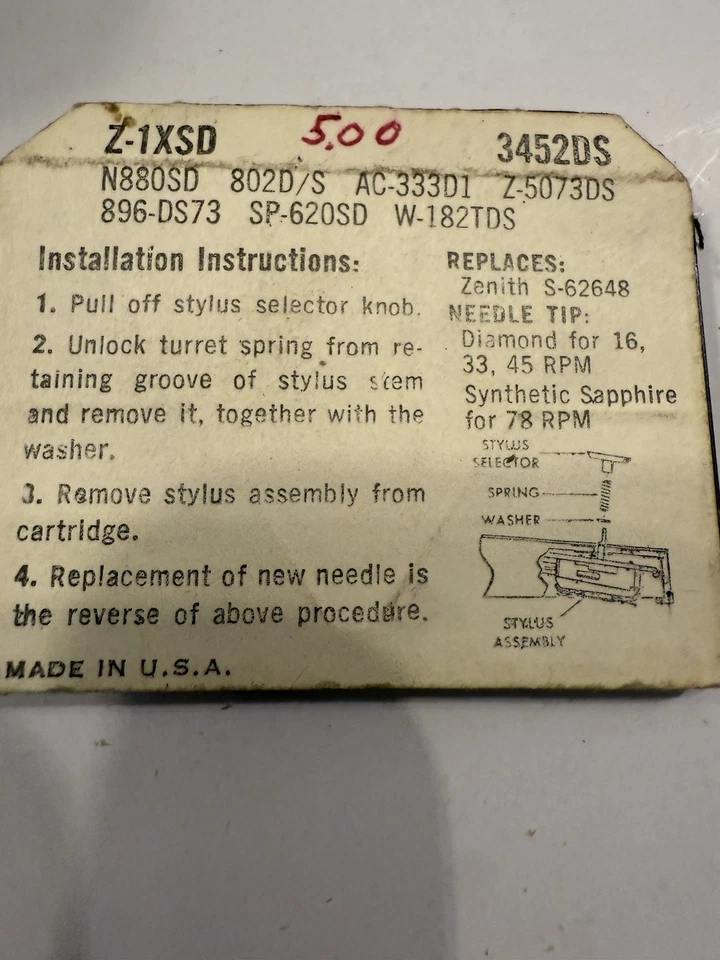 Z-1XSD 5.00 3452DS
N880SD 802D/S AC-333D1 Z-5073DS
896-DS73 SP-620SD W-182TDS
Installation Instructions:
1. Pull off stylus selector knob.
2. Unlock turret spring from re-
taining groove of stylus stem
and remove it, together with the
washer.
3. Remove stylus assembly from
cartridge.
4. Replacement of new needle is
the reverse of above procedure.
MADE IN U.S.A.
REPLACES:
Zenith S-62648
NEEDLE TIP:
Diamond for 16,
33, 45 RPM
Synthetic Sapphire
for 78 RPM
STYLUS
SELECTOR
SPRING
WASHER
STYLUS
ASSEMBLY